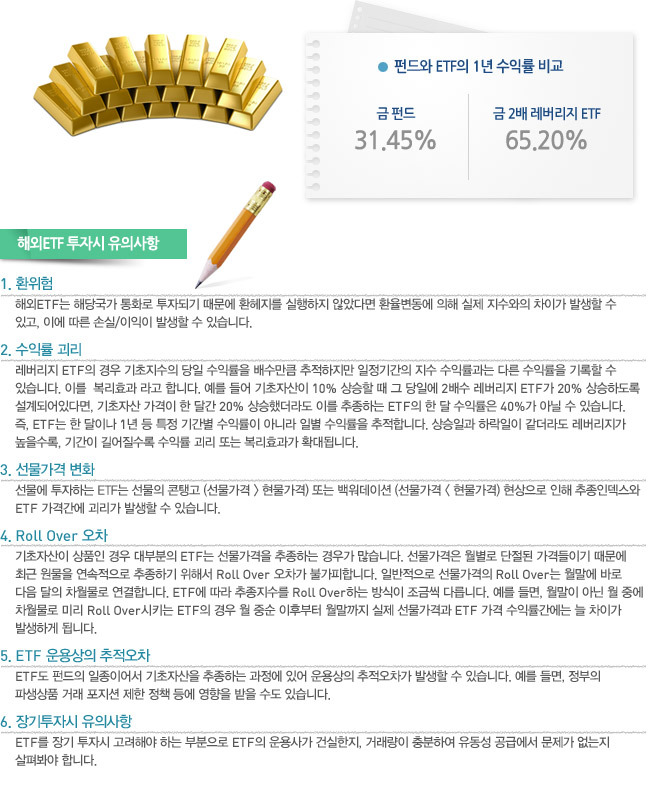 펀드와 ETF의 1년 수익률 비교
금 펀드
31.45%
금 2배 레버리지 ETF
65.20%
해외ETF 투자시 유의사항
1. 환위험
해외ETF는 해당국가 통화로 투자되기 때문에 환헤지를 실행하지 않았다면 환율변동에 의해 실제 지수와의 차이가 발생할 수
있고, 이에 따른 손실/이익이 발생할 수 있습니다.
2. 수익률 괴리
레버리지 ETF의 경우 기초지수의 당일 수익률을 배수만큼 추적하지만 일정기간의 지수 수익률과는 다른 수익률을 기록할 수
있습니다. 이를 복리효과 라고 합니다. 예를 들어 기초자산이 10% 상승할 때 그 당일에 2배수 레버리지 ETF가 20% 상승하도록
설계되어있다면, 기초자산 가격이 한 달간 20% 상승했더라도 이를 추종하는 ETF의 한 달 수익률은 40%가 아닐 수 있습니다.
즉, ETF는 한 달이나 1년 등 특정 기간별 수익률이 아니라 일별 수익률을 추적합니다. 상승일과 하락일이 같더라도 레버리지가
높을수록, 기간이 길어질수록 수익률 괴리 또는 복리효과가 확대됩니다.
3. 선물가격 변화
선물에 투자하는 ETF는 선물의 콘탱고 (선물가격 > 현물가격) 또는 백워데이션 (선물가격 < 현물가격) 현상으로 인해 추종인덱스와
ETF 가격간에 괴리가 발생할 수 있습니다.
4. Roll Over 오차
기초자산이 상품인 경우 대부분의 ETF는 선물가격을 추종하는 경우가 많습니다. 선물가격은 월별로 단절된 가격들이기 때문에
최근 원물을 연속적으로 추종하기 위해서 Roll Over 오차가 불가피합니다. 일반적으로 선물가격의 Roll Over는 월말에 바로
다음 달의 차월물로 연결합니다. ETF에 따라 추종지수를 Roll Over하는 방식이 조금씩 다릅니다. 예를 들면, 월말이 아닌 월 중에
차월물로 미리 Roll Over시키는 ETF의 경우 월 중순 이후부터 월말까지 실제 선물가격과 ETF 가격 수익률간에는 늘 차이가
발생하게 됩니다.
5. ETF 운용상의 추적오차
ETF도 펀드의 일종이어서 기초자산을 추종하는 과정에 있어 운용상의 추적오차가 발생할 수 있습니다. 예를 들면, 정부의
파생상품 거래 포지션 제한 정책 등에 영향을 받을 수도 있습니다.
6. 장기투자시 유의사항
ETF를 장기 투자시 고려해야 하는 부분으로 ETF의 운용사가 건실한지, 거래량이 충분하여 유동성 공급에서 문제가 없는지
살펴봐야 합니다.